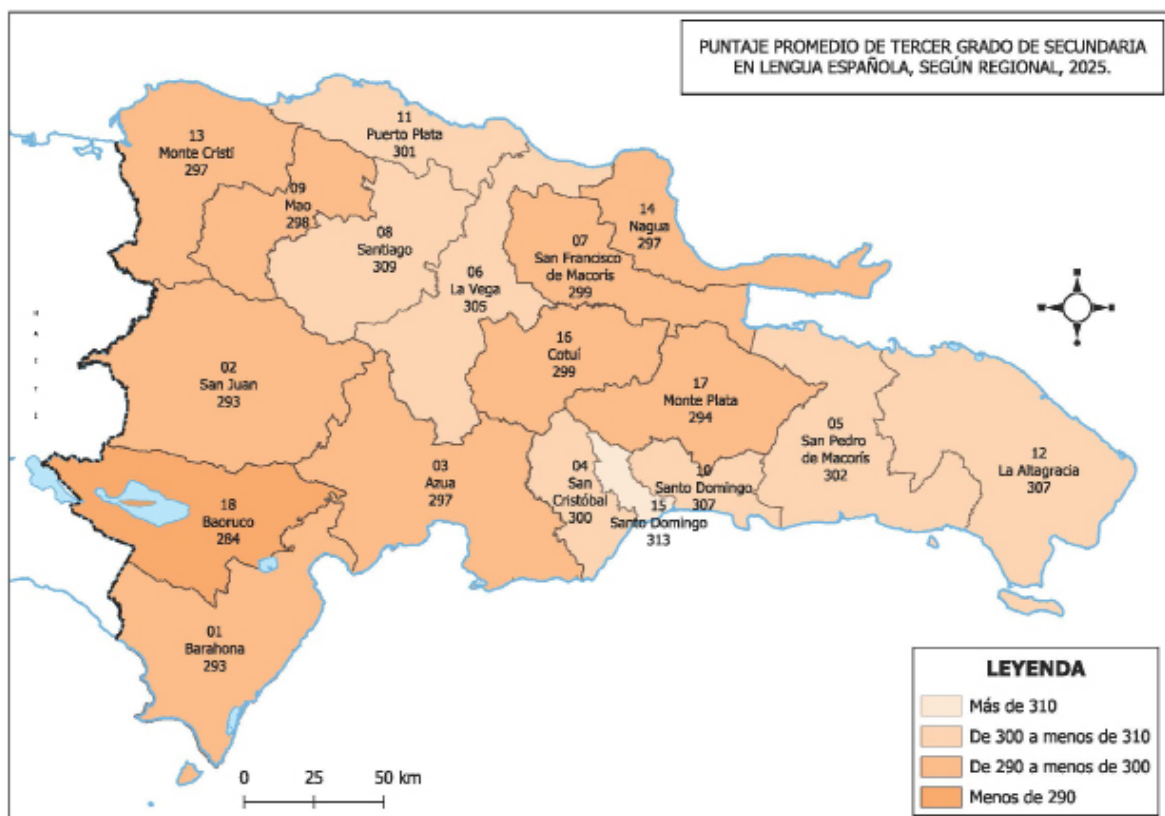 PUNTAJE PROMEDIO DE TERCER GRADO DE SECUNDARIA
EN LENGUA ESPAÑOLA, SEGÚN REGIONAL, 2025.
11
Puerto Plata
301
13
Monte Cristi
297
09
Mao
298
08
Santiago
309
14
Nagua
297
07
San Francisco
de Macorís
299
06
La Vega
305
16
Cotuí
299
02
San Juan
293
17
Monte Plata
294
05
San Pedro
de Macorís
302
12
La Altagracia
307
03
Azua
297
04
San
Cristóbal
300
10
Santo Domingo
307
15
Santo Domingo
313
18
Baoruco
284
01
Barahona
293
H
A
I
T
I
0 25 50 km
LEYENDA
Más de 310
De 300 a menos de 310
De 290 a menos de 300
Menos de 290